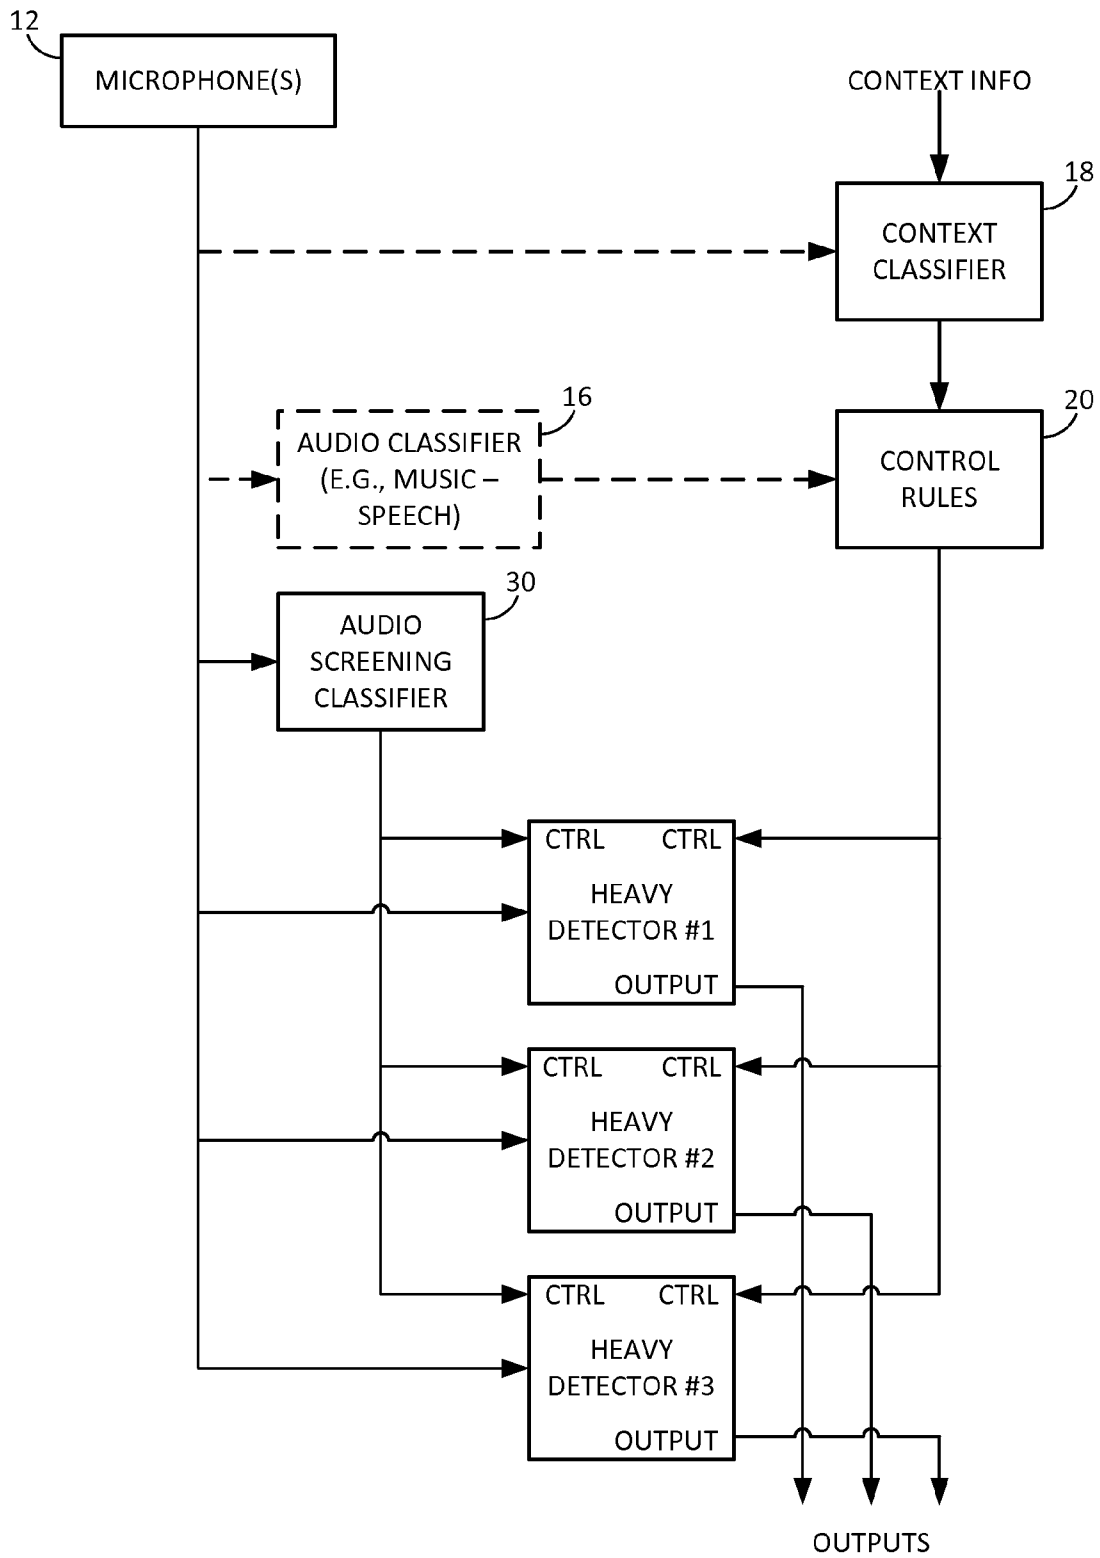 12
MICROPHONE(S)
CONTEXT INFO
18
CONTEXT
CLASSIFIER
16
AUDIO CLASSIFIER
(E.G., MUSIC –
SPEECH)
20
CONTROL
RULES
30
AUDIO
SCREENING
CLASSIFIER
CTRL CTRL
HEAVY
DETECTOR #1
OUTPUT
CTRL CTRL
HEAVY
DETECTOR #2
OUTPUT
CTRL CTRL
HEAVY
DETECTOR #3
OUTPUT
OUTPUTS